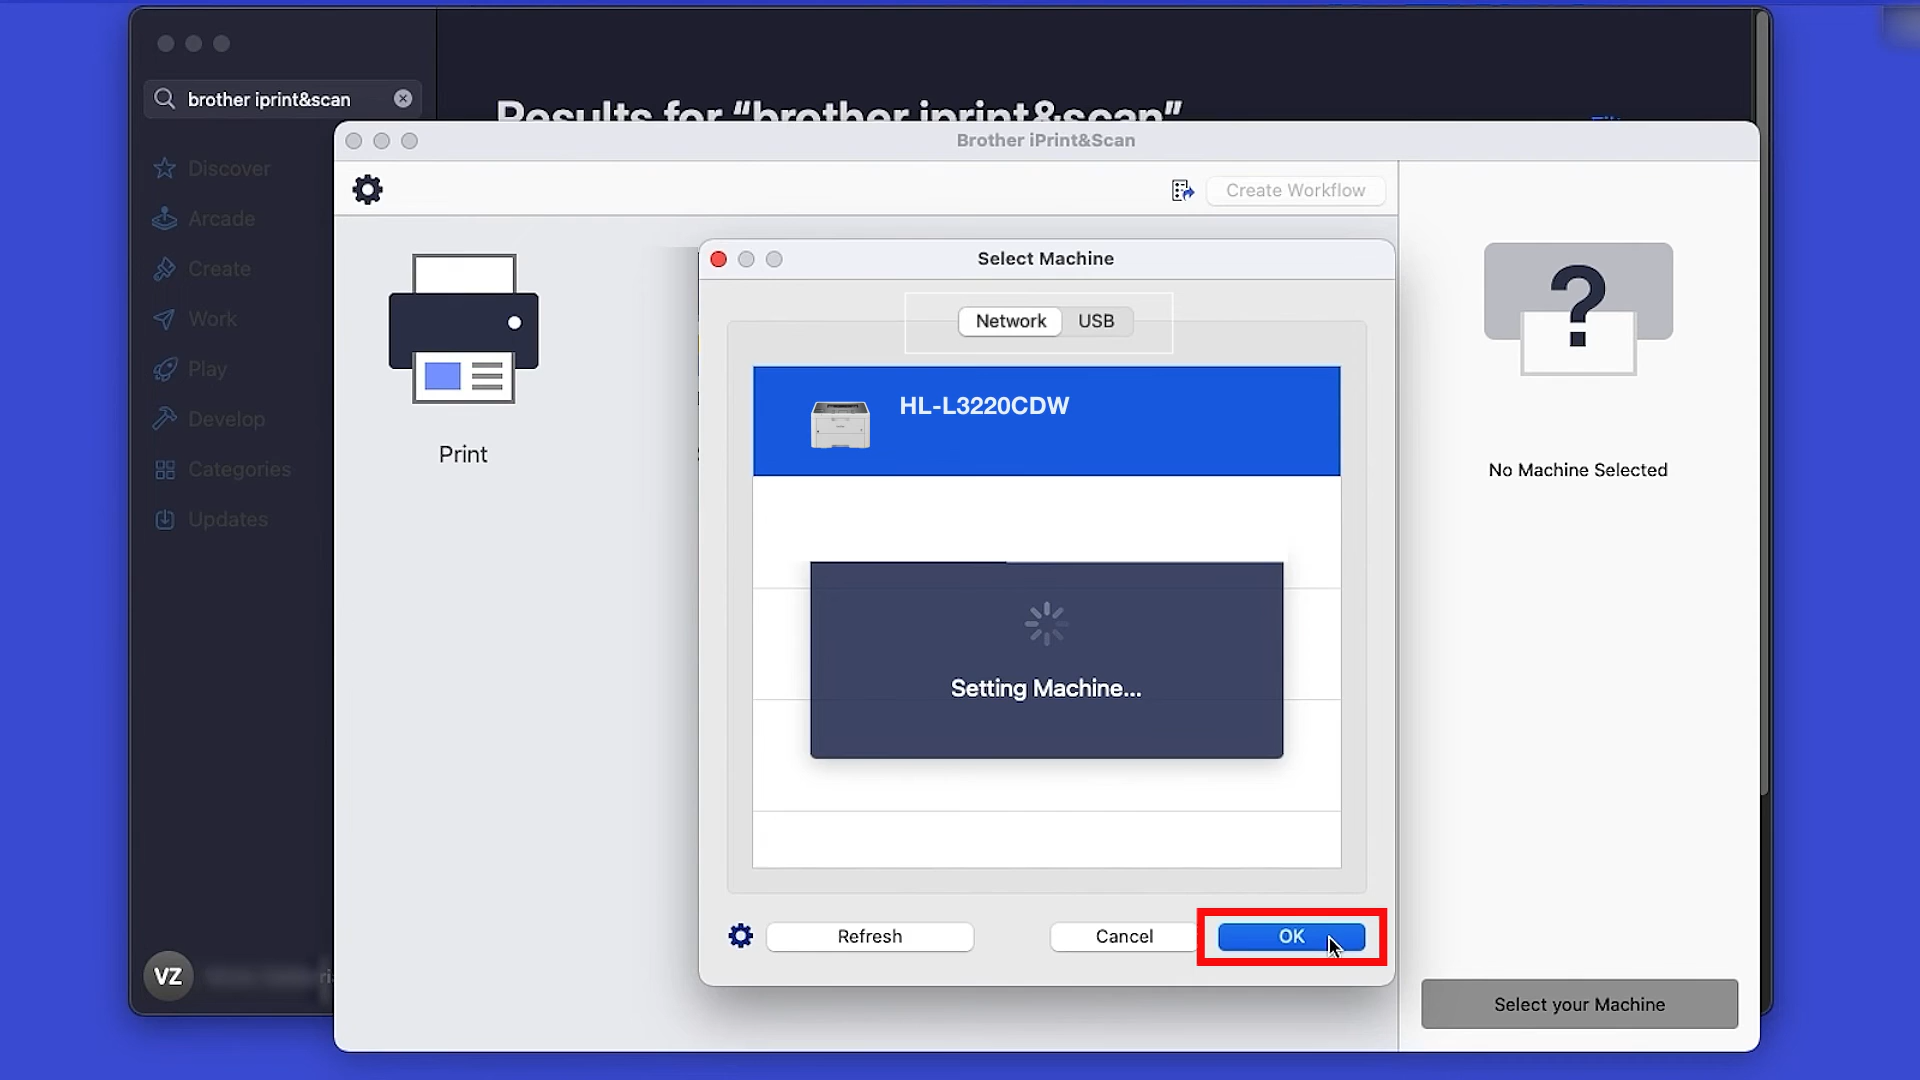 brother iprint&scan
Results for “brother iprint&scan”
Discover
Arcade
Create
Work
Play
Develop
Categories
Updates
VZ
Brother iPrint&Scan
Create Workflow
Print
Select Machine
Network
USB
HL-L3220CDW
Setting Machine...
Refresh
Cancel
OK
?
No Machine Selected
Select your Machine